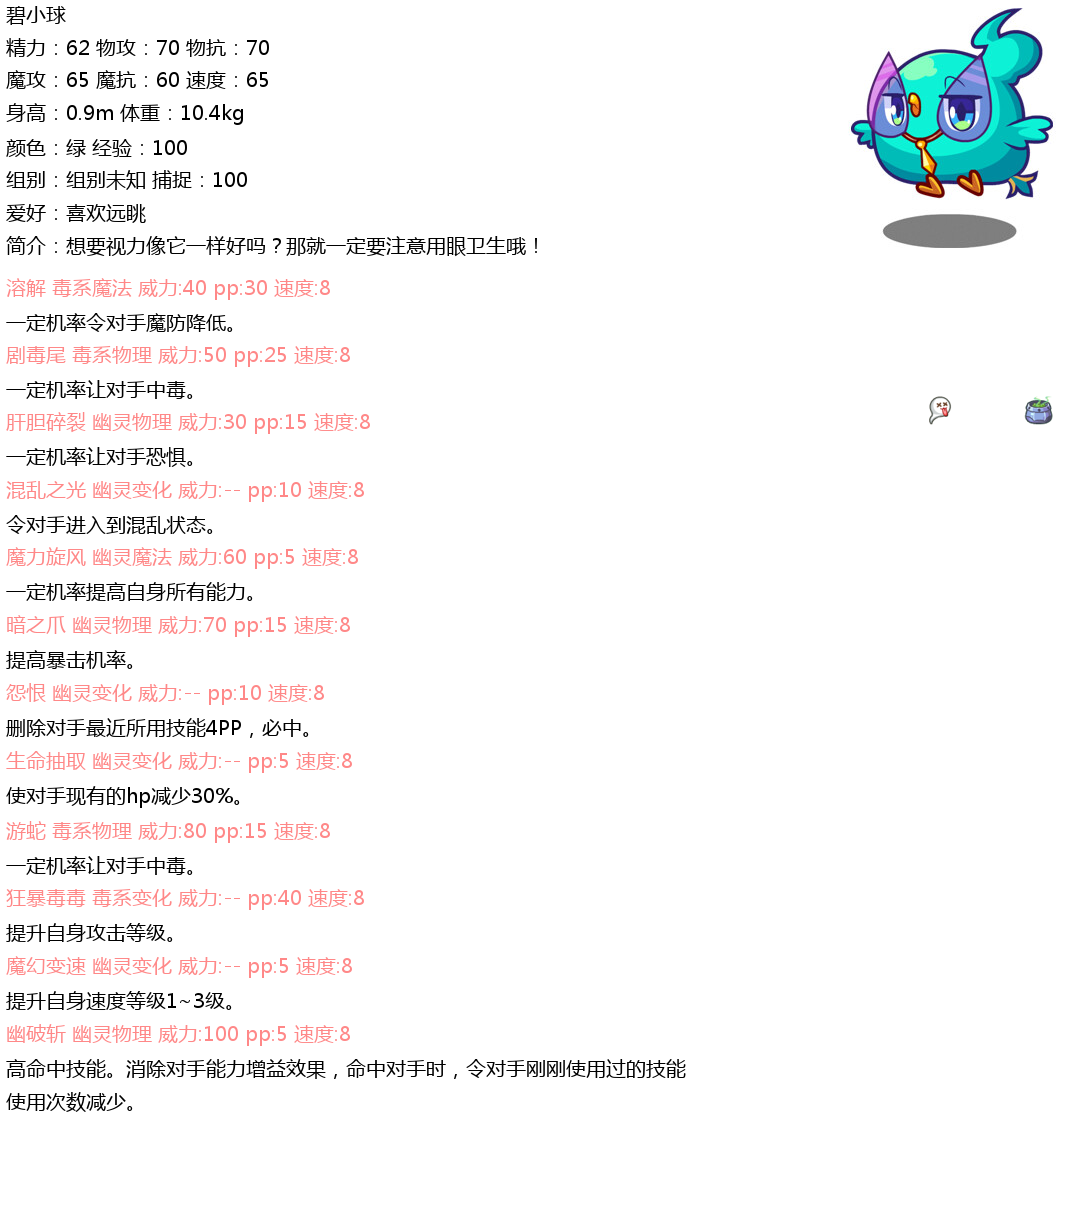 碧小球
精力：62 物攻：70 物抗：70
魔攻：65 魔抗：60 速度：65
身高：0.9m 体重：10.4kg
颜色：绿 经验：100
组别：组别未知 捕捉：100
爱好：喜欢远眺
简介：想要视力像它一样好吗？那就一定要注意用眼卫生哦！
溶解 毒系魔法 威力:40 pp:30 速度:8
一定机率令对手魔防降低。
剧毒尾 毒系物理 威力:50 pp:25 速度:8
一定机率让对手中毒。
肝胆碎裂 幽灵物理 威力:30 pp:15 速度:8
一定机率让对手恐惧。
混乱之光 幽灵变化 威力:-- pp:10 速度:8
令对手进入到混乱状态。
魔力旋风 幽灵魔法 威力:60 pp:5 速度:8
一定机率提高自身所有能力。
暗之爪 幽灵物理 威力:70 pp:15 速度:8
提高暴击机率。
怨恨 幽灵变化 威力:-- pp:10 速度:8
删除对手最近所用技能4PP，必中。
生命抽取 幽灵变化 威力:-- pp:5 速度:8
使对手现有的hp减少30%。
游蛇 毒系物理 威力:80 pp:15 速度:8
一定机率让对手中毒。
狂暴毒毒 毒系变化 威力:-- pp:40 速度:8
提升自身攻击等级。
魔幻变速 幽灵变化 威力:-- pp:5 速度:8
提升自身速度等级1~3级。
幽破斩 幽灵物理 威力:100 pp:5 速度:8
高命中技能。消除对手能力增益效果，命中对手时，令对手刚刚使用过的技能
使用次数减少。